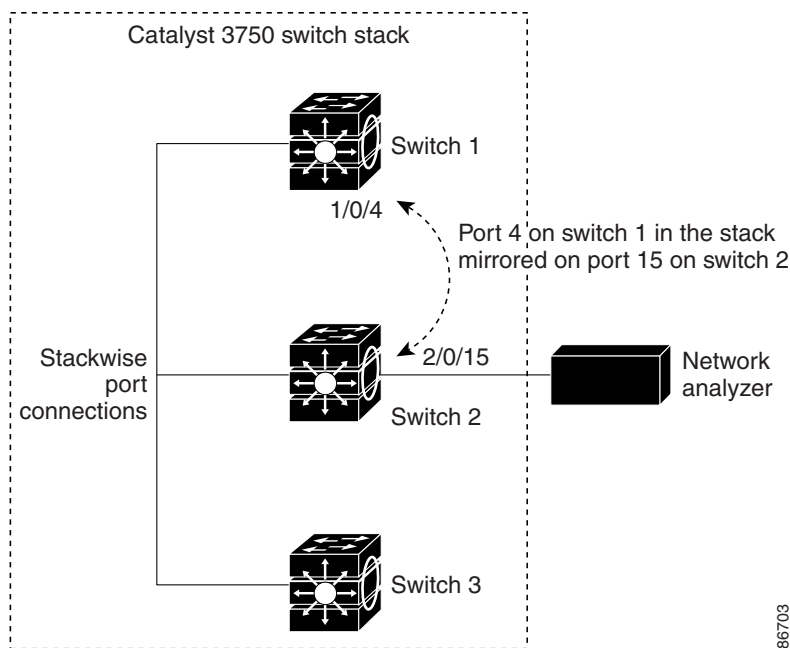 Catalyst 3750 switch stack
Switch 1
1/0/4
Port 4 on switch 1 in the stack
mirrored on port 15 on switch 2
Stackwise
port
connections
2/0/15
Switch 2
Network
analyzer
Switch 3
86703